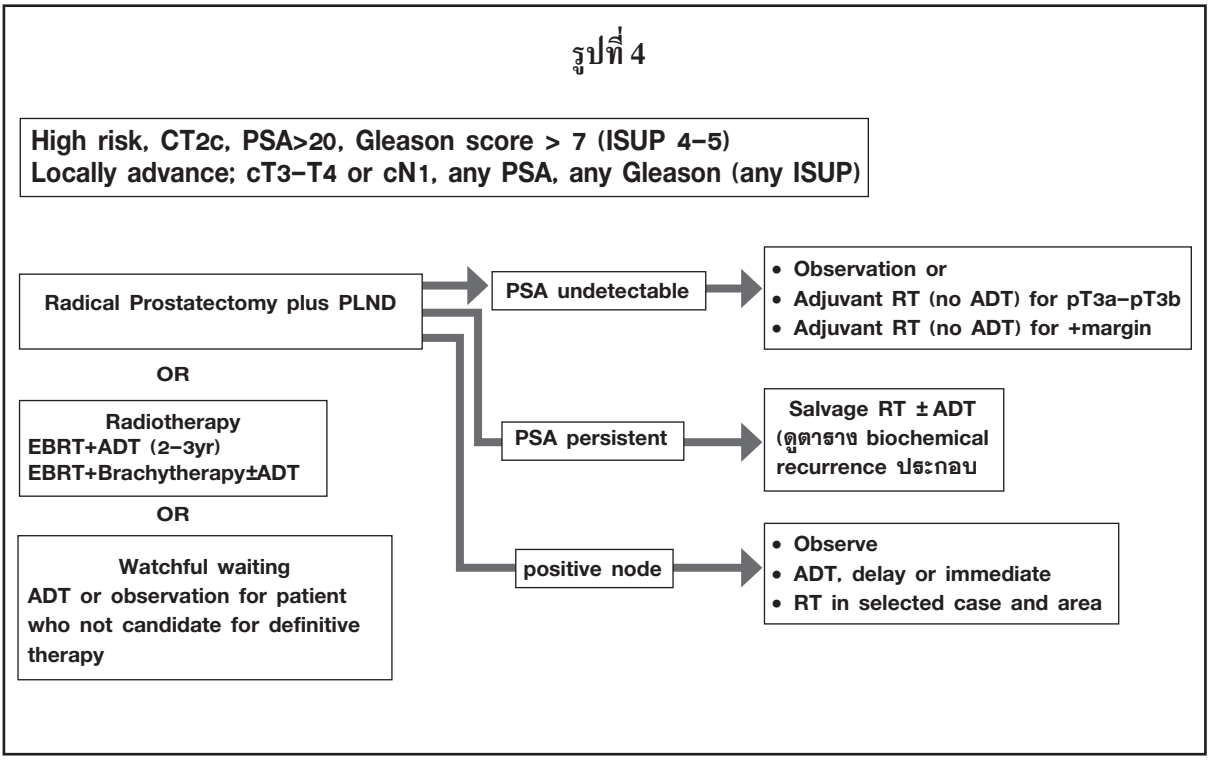 รูปที่ 4
High risk, CT2c, PSA>20, Gleason score > 7 (ISUP 4–5)
Locally advance; cT3–T4 or cN1, any PSA, any Gleason (any ISUP)
Radical Prostatectomy plus PLND
PSA undetectable
• Observation or
• Adjuvant RT (no ADT) for pT3a–pT3b
• Adjuvant RT (no ADT) for +margin
OR
Radiotherapy
EBRT+ADT (2–3yr)
EBRT+Brachytherapy±ADT
PSA persistent
Salvage RT ± ADT
(ดูตาราง biochemical
recurrence ประกอบ
OR
Watchful waiting
ADT or observation for patient
who not candidate for definitive
therapy
positive node
• Observe
• ADT, delay or immediate
• RT in selected case and area